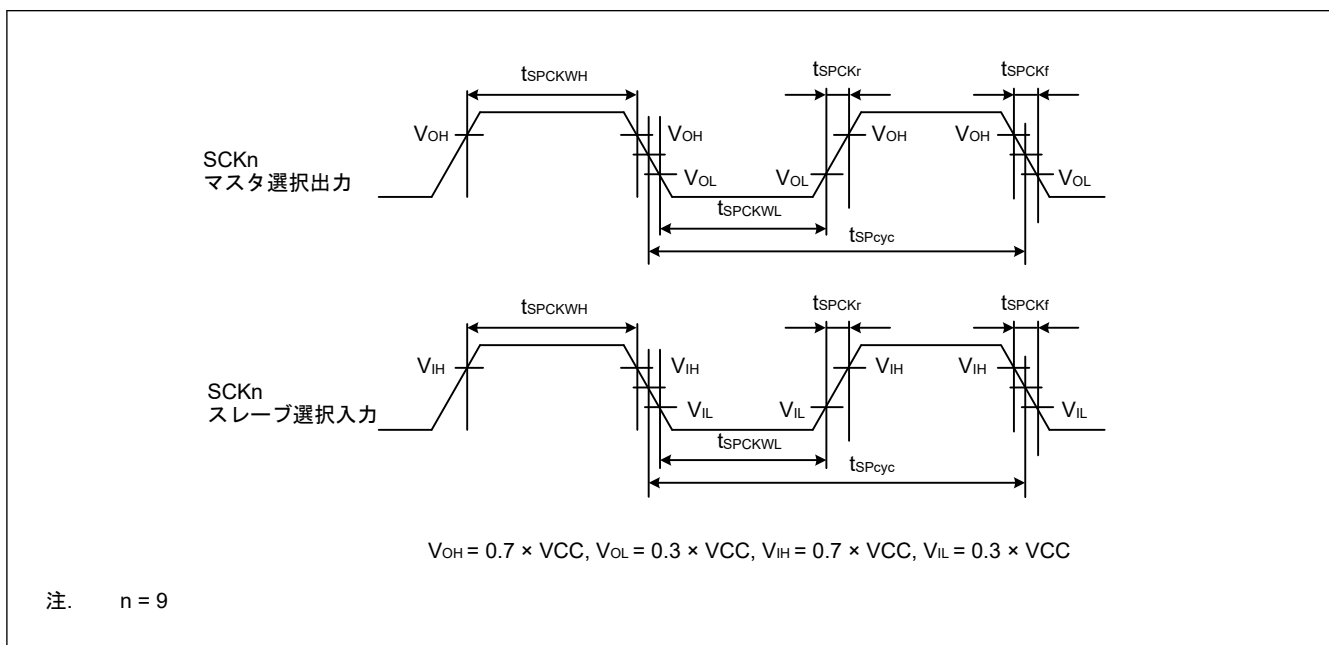 tSPCKWH
tSPCKr
tSPCKf
VOH
VOH
VOH
VOH
SCKn
マスタ選択出力
VOL
VOL
VOL
tSPCKWL
tSPcyc
tSPCKWH
tSPCKr
tSPCKf
VIH
VIH
VIH
VIH
SCKn
スレーブ選択入力
VIL
VIL
VIL
tSPCKWL
tSPcyc
VOH = 0.7 × VCC, VOL = 0.3 × VCC, VIH = 0.7 × VCC, VIL = 0.3 × VCC
注. n = 9